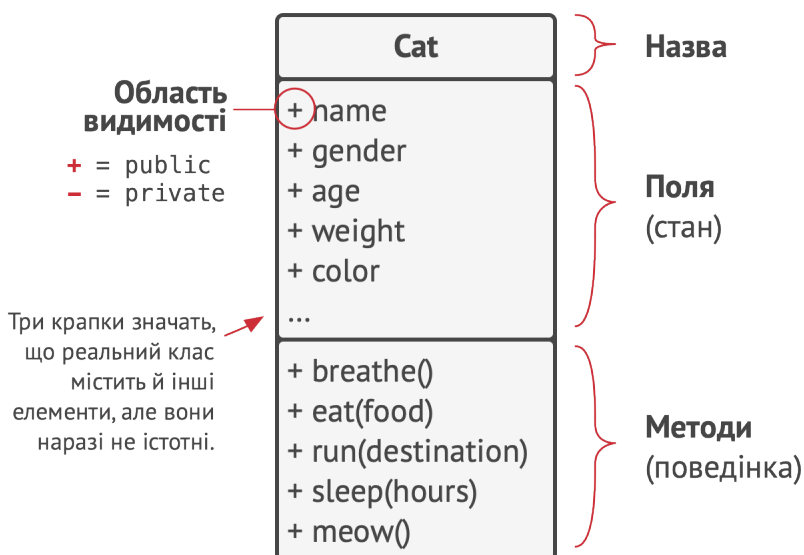 Cat
Назва
Область
видимості
+ = public
− = private
+ name
+ gender
+ age
+ weight
+ color
...
Поля
(стан)
Три крапки значать,
що реальний клас
містить й інші
елементи, але вони
наразі не істотні.
+ breathe()
+ eat(food)
+ run(destination)
+ sleep(hours)
+ meow()
Методи
(поведінка)